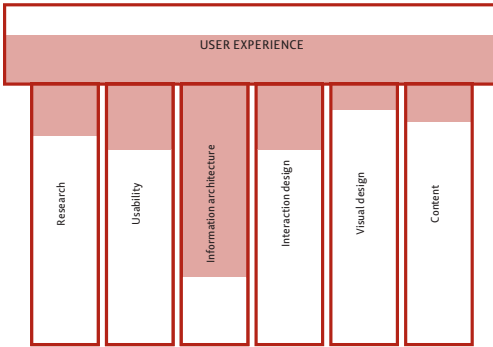 USER EXPERIENCE
Research
Usability
Information architecture
Interaction design
Visual design
Content